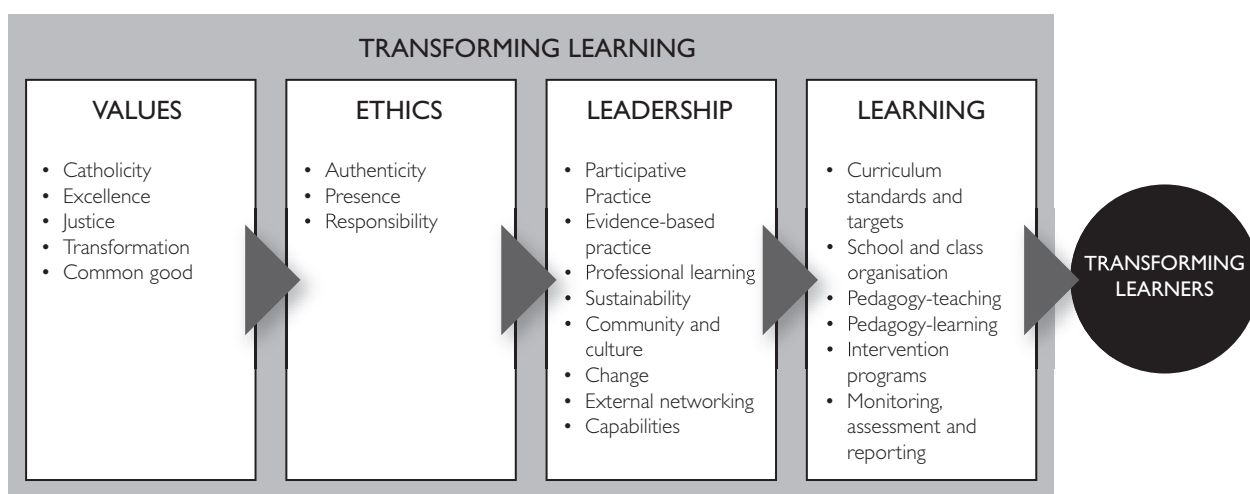 TRANSFORMING LEARNING
VALUES
• Catholicity
• Excellence
• Justice
• Transformation
• Common good
ETHICS
• Authenticity
• Presence
• Responsibility
LEADERSHIP
• Participative
Practice
• Evidence-based
practice
• Professional learning
• Sustainability
• Community and
culture
• Change
• External networking
• Capabilities
LEARNING
• Curriculum
standards and
targets
• School and class
organisation
• Pedagogy-teaching
• Pedagogy-learning
• Intervention
programs
• Monitoring,
assessment and
reporting
TRANSFORMING
LEARNERS